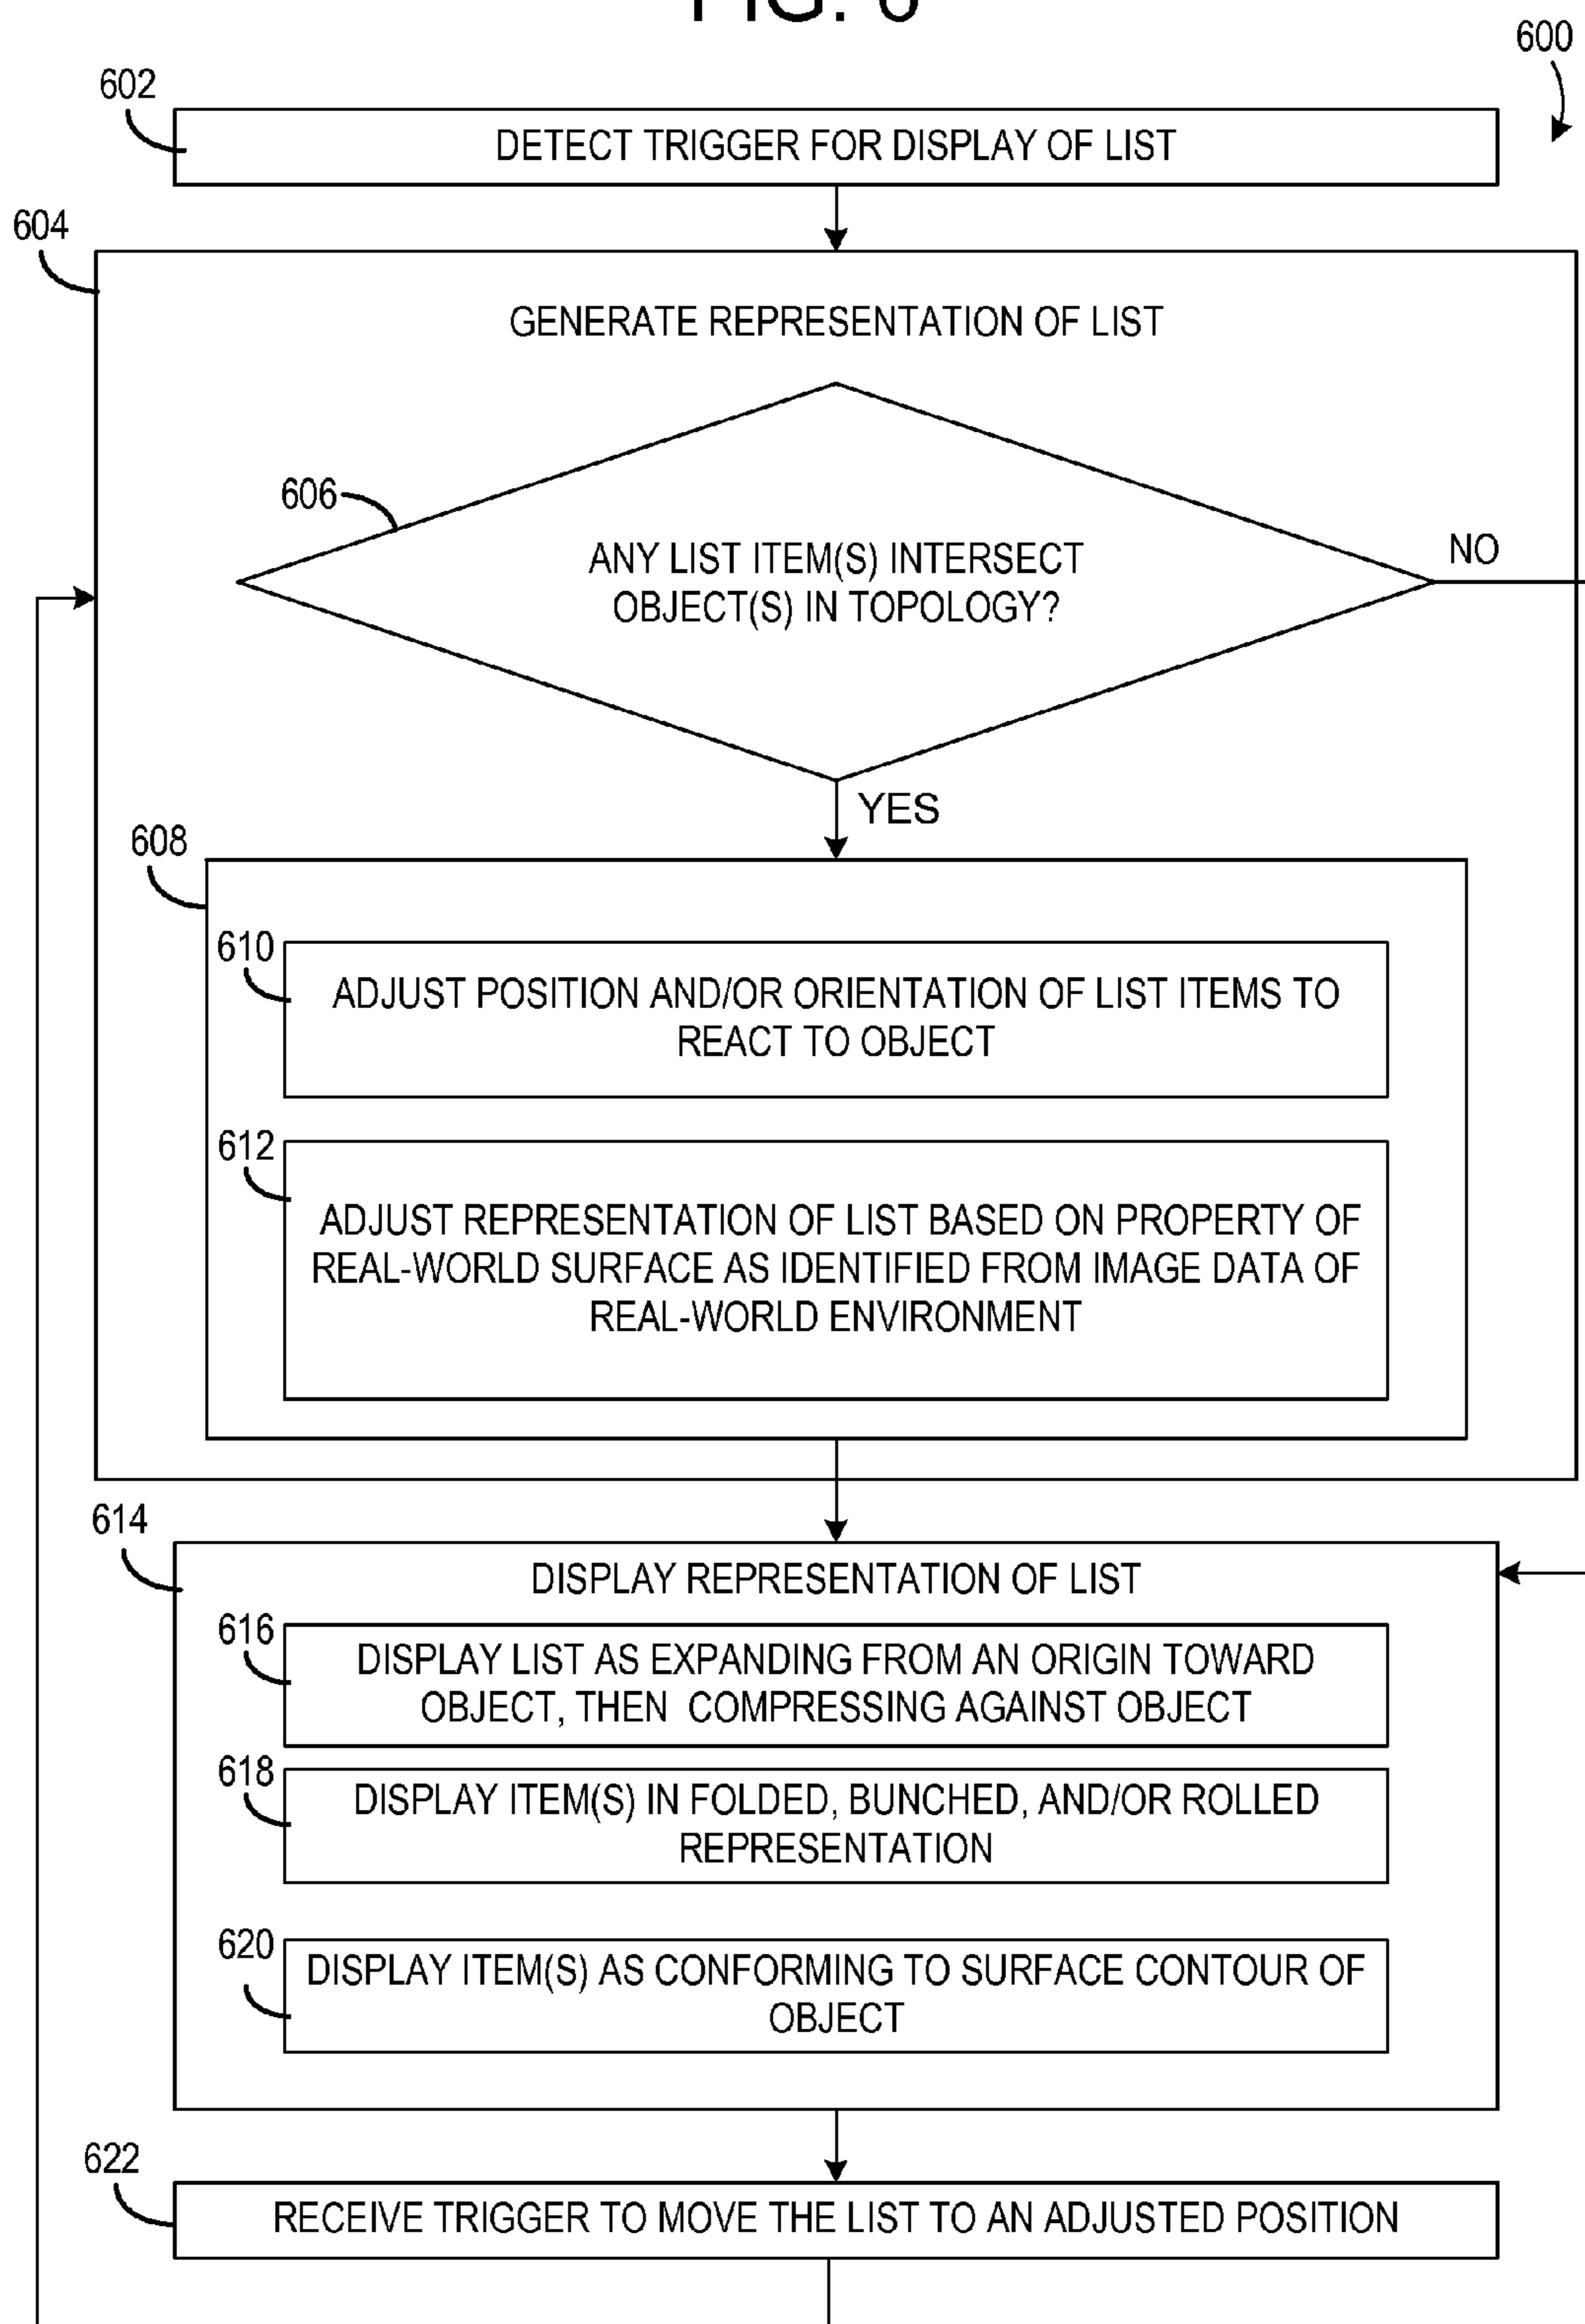 FIG. 6
600
602
DETECT TRIGGER FOR DISPLAY OF LIST
604
GENERATE REPRESENTATION OF LIST
606
ANY LIST ITEM(S) INTERSECT
OBJECT(S) IN TOPOLOGY?
NO
YES
608
610
ADJUST POSITION AND/OR ORIENTATION OF LIST ITEMS TO
REACT TO OBJECT
612
ADJUST REPRESENTATION OF LIST BASED ON PROPERTY OF
REAL-WORLD SURFACE AS IDENTIFIED FROM IMAGE DATA OF
REAL-WORLD ENVIRONMENT
614
DISPLAY REPRESENTATION OF LIST
616
DISPLAY LIST AS EXPANDING FROM AN ORIGIN TOWARD
OBJECT, THEN COMPRESSING AGAINST OBJECT
618
DISPLAY ITEM(S) IN FOLDED, BUNCHED, AND/OR ROLLED
REPRESENTATION
620
DISPLAY ITEM(S) AS CONFORMING TO SURFACE CONTOUR OF
OBJECT
622
RECEIVE TRIGGER TO MOVE THE LIST TO AN ADJUSTED POSITION